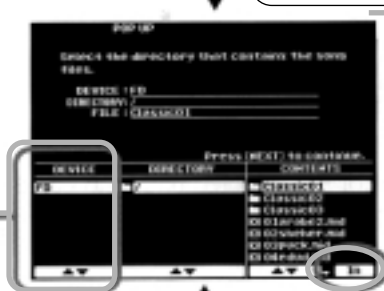 POP UP
Select the directory that contains the song
files.
DEVICE : FD
DIRECTORY: /
FILE : Classic01
Press [NEXT] to continue.
DEVICE DIRECTORY CONTENTS
FD / Classic01
Classic02
Classic03
In